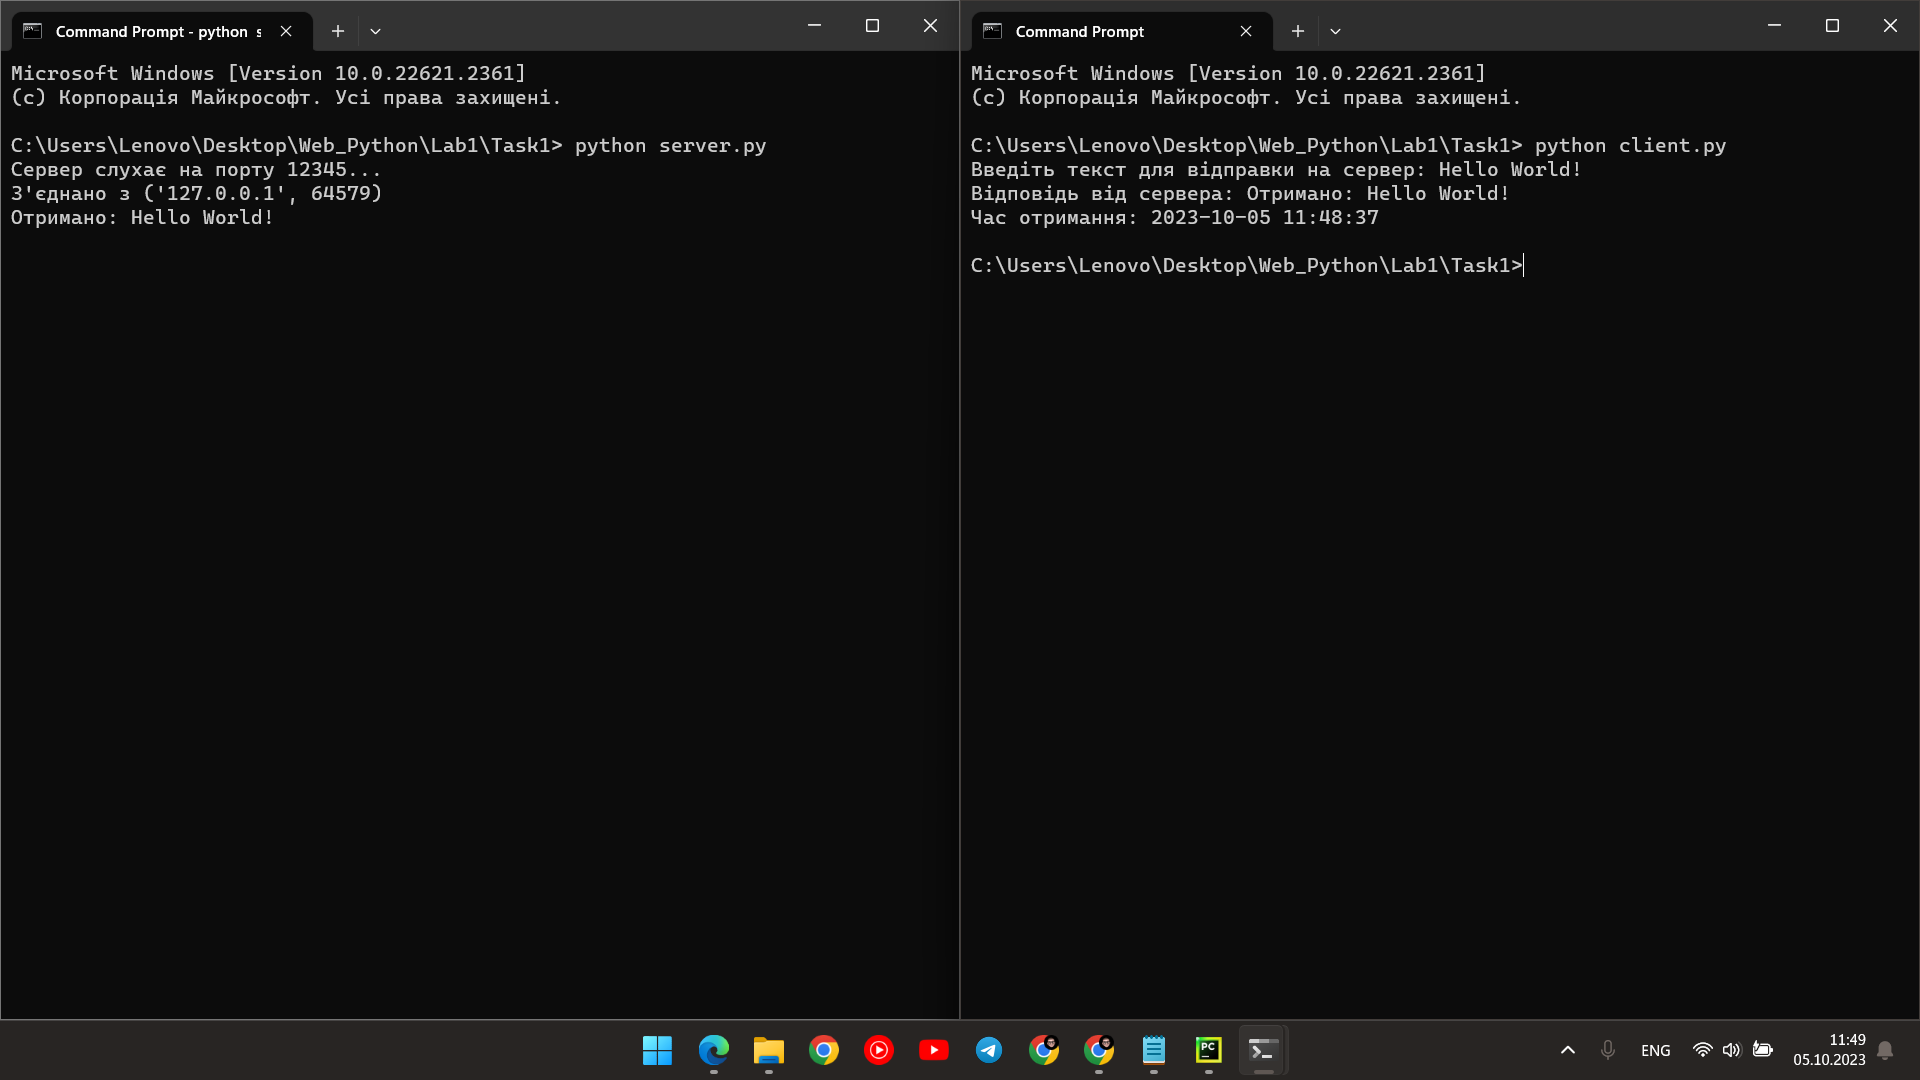 Command Prompt - python s
Microsoft Windows [Version 10.0.22621.2361]
(c) Корпорація Майкрософт. Усі права захищені.
C:\Users\Lenovo\Desktop\Web_Python\Lab1\Task1> python server.py
Сервер слухає на порту 12345...
З'єднано з ('127.0.0.1', 64579)
Отримано: Hello World!
Command Prompt
Microsoft Windows [Version 10.0.22621.2361]
(c) Корпорація Майкрософт. Усі права захищені.
C:\Users\Lenovo\Desktop\Web_Python\Lab1\Task1> python client.py
Введіть текст для відправки на сервер: Hello World!
Відповідь від сервера: Отримано: Hello World!
Час отримання: 2023-10-05 11:48:37
C:\Users\Lenovo\Desktop\Web_Python\Lab1\Task1>
PC
ENG
11:49
05.10.2023